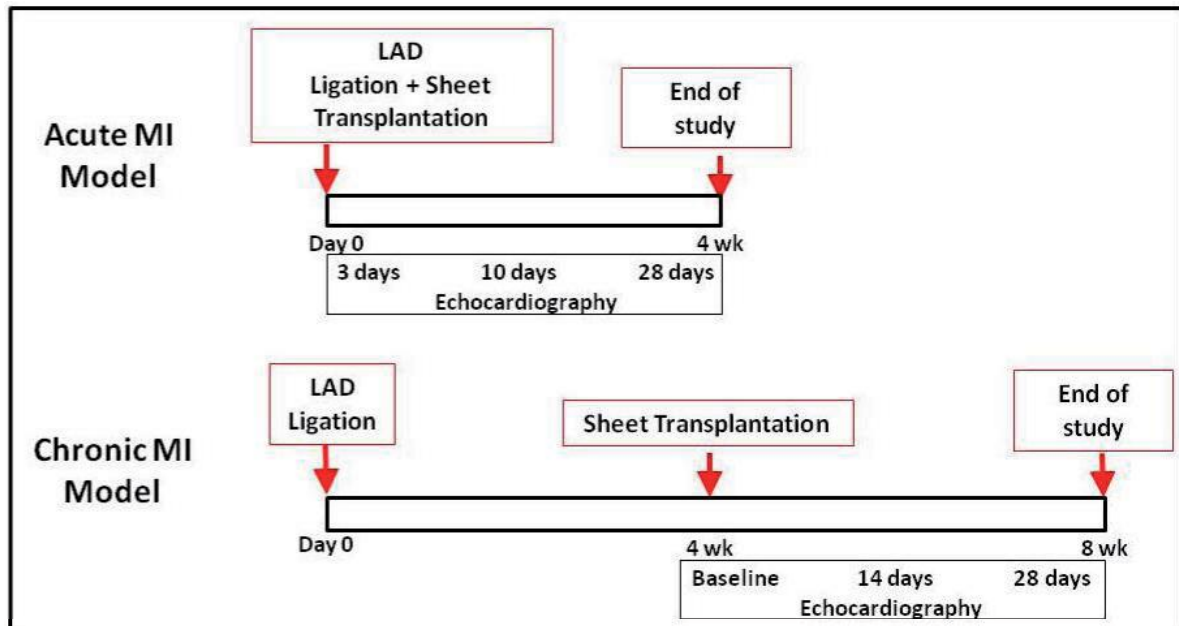 LAD
Ligation + Sheet
Transplantation
End of
study
Acute MI
Model
Day 0
4 wk
3 days 10 days 28 days
Echocardiography
LAD
Ligation
Sheet Transplantation
End of
study
Chronic MI
Model
Day 0
4 wk
8 wk
Baseline 14 days 28 days
Echocardiography